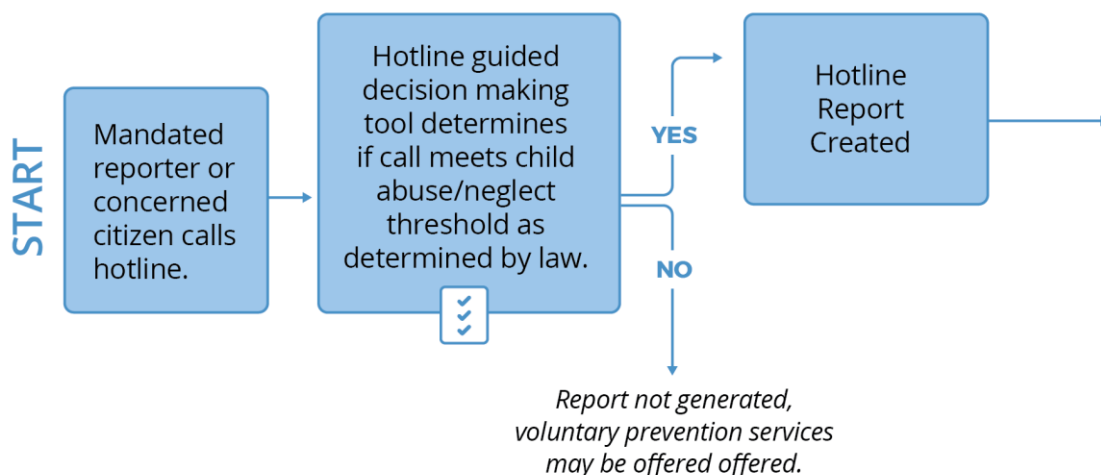 START
Mandated
reporter or
concerned
citizen calls
hotline.
Hotline guided
decision making
tool determines
if call meets child
abuse/neglect
threshold as
determined by law.
YES
NO
Hotline
Report
Created
Report not generated,
voluntary prevention services
may be offered offered.